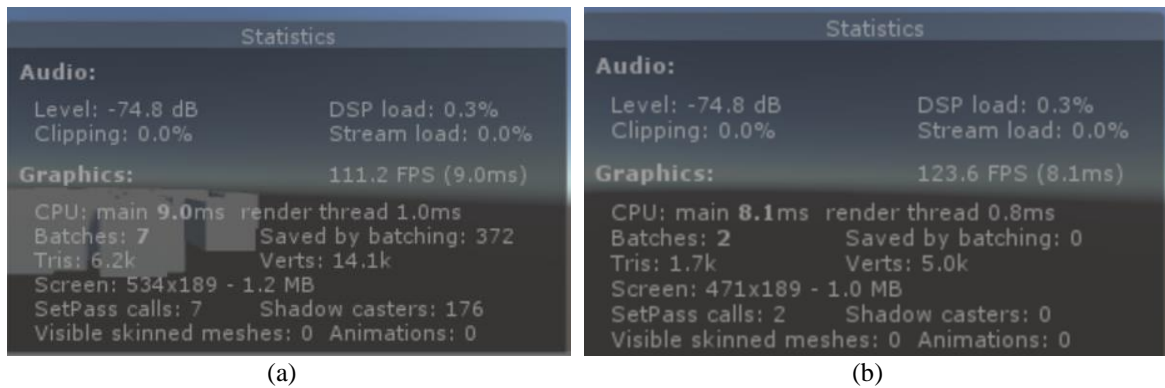 Statistics
Audio:
Level: -74.8 dB DSP load: 0.3%
Clipping: 0.0% Stream load: 0.0%
Graphics: 111.2 FPS (9.0ms)
CPU: main 9.0ms render thread 1.0ms
Batches: 7 Saved by batching: 372
Tris: 6.2k Verts: 14.1k
Screen: 534x189 - 1.2 MB
SetPass calls: 7 Shadow casters: 176
Visible skinned meshes: 0 Animations: 0
(a)
Statistics
Audio:
Level: -74.8 dB DSP load: 0.3%
Clipping: 0.0% Stream load: 0.0%
Graphics: 123.6 FPS (8.1ms)
CPU: main 8.1ms render thread 0.8ms
Batches: 2 Saved by batching: 0
Tris: 1.7k Verts: 5.0k
Screen: 471x189 - 1.0 MB
SetPass calls: 2 Shadow casters: 0
Visible skinned meshes: 0 Animations: 0
(b)